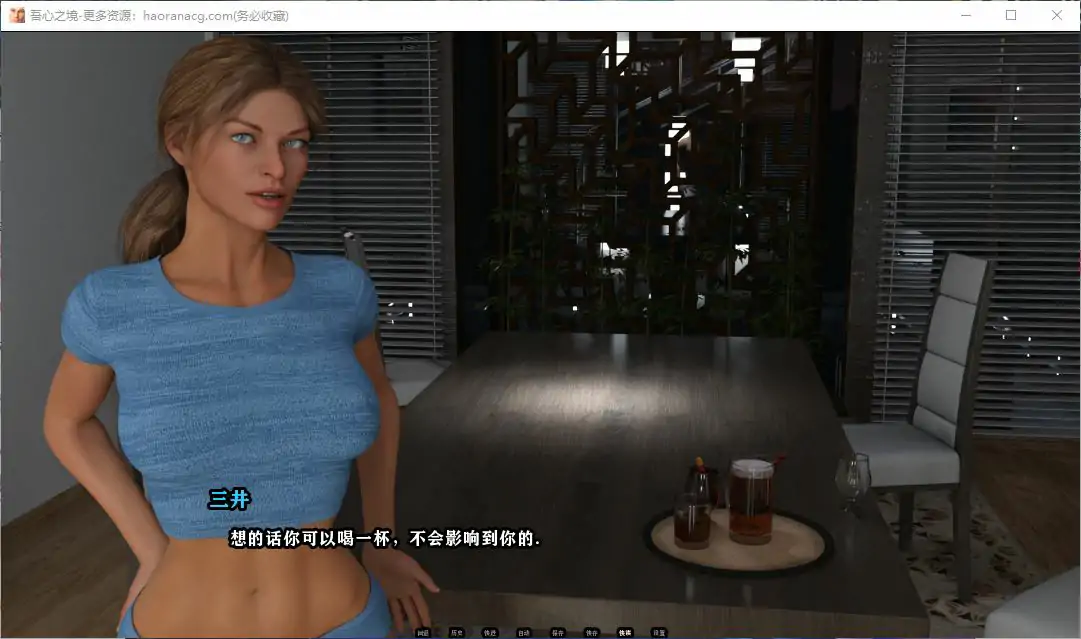 吾心之境-更多资源：haoranacg.com(务必收藏)
三井
想的话你可以喝一杯，不会影响到你的.
回退 历史 快进 自动 保存 快存 快读 设置